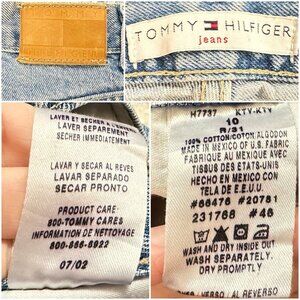 TOMMY HILFIGER
jeans
LAVER ET SÉCHER À L'ENVERS
LAVER SEPAREMENT
SECHER IMMEDIATEMENT
LAVAR Y SECAR AL REVES
LAVAR SEPARADO
SECAR PRONTO
PRODUCT CARE:
800-TOMMY CARES
INFORMATION DE NETTOYAGE
800-866-6922
07/02
H7737 KTY-KTY
10
R/31
100% COTTON/COTON/ALGODON
MADE IN MEXICO OF U.S. FABRIC
FABRIQUE AU MEXIQUE AVEC
TISSUS DES ETATS-UNIS
HECHO EN MEXICO CON
TELA DE E.E.U.U.
#66476 #20781
231768 #46
WASH AND DRY INSIDE OUT
WASH SEPARATELY.
DRY PROMPTLY